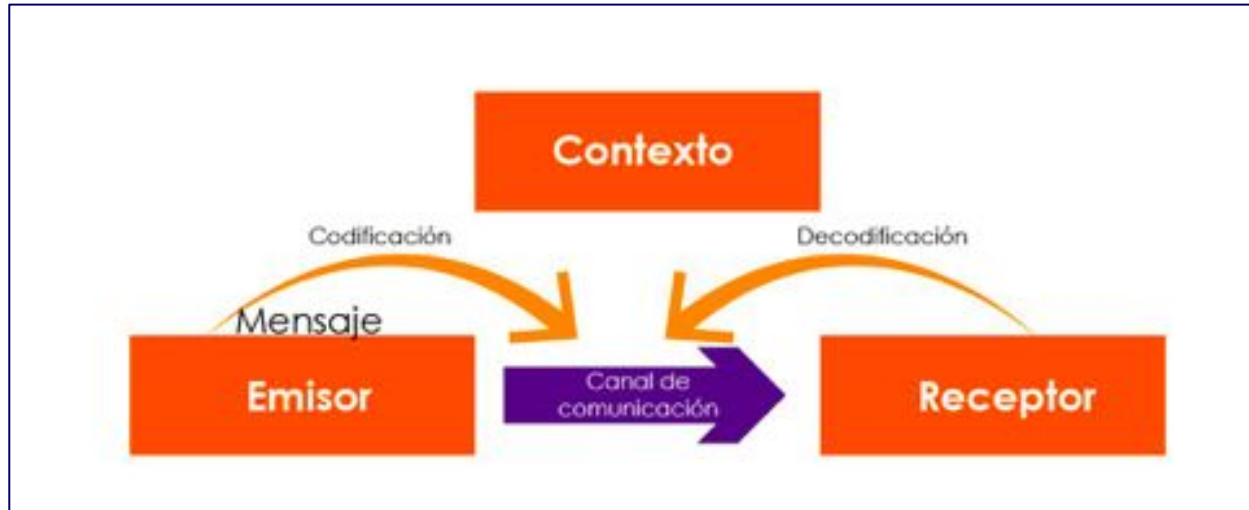 Contexto
Codificación
Decodificación
Mensaje
Emisor
Canal de
comunicación
Receptor